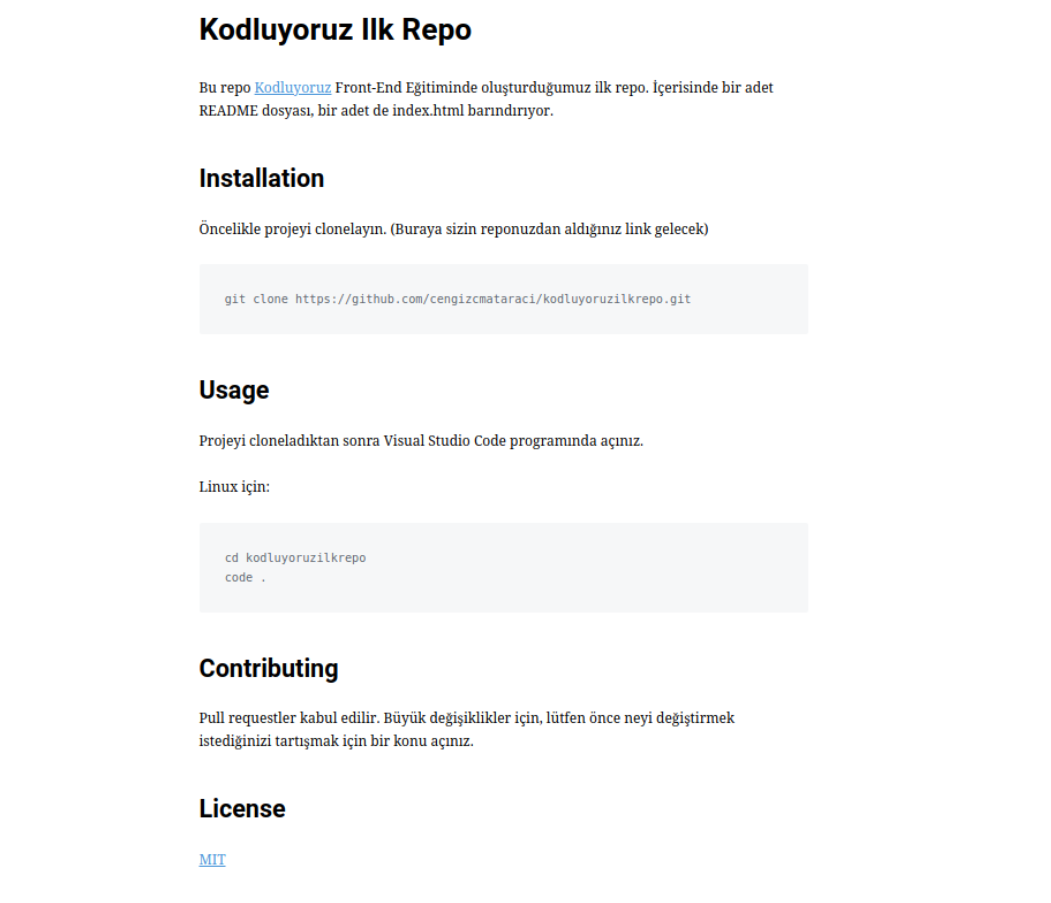 Kodluyoruz Ilk Repo
Bu repo Kodluyoruz Front-End Eğitiminde oluşturduğumuz ilk repo. İçerisinde bir adet
README dosyası, bir adet de index.html barındırıyor.
Installation
Öncelikle projeyi clonelayın. (Buraya sizin reponuzdan aldığınız link gelecek)
git clone https://github.com/cengizcmataraci/kodluyoruzilkrepo.git
Usage
Projeyi cloneladıktan sonra Visual Studio Code programında açınız.
Linux için:
cd kodluyoruzilkrepo
code .
Contributing
Pull requestler kabul edilir. Büyük değişiklikler için, lütfen önce neyi değiştirmek
istediğinizi tartışmak için bir konu açınız.
License
MIT